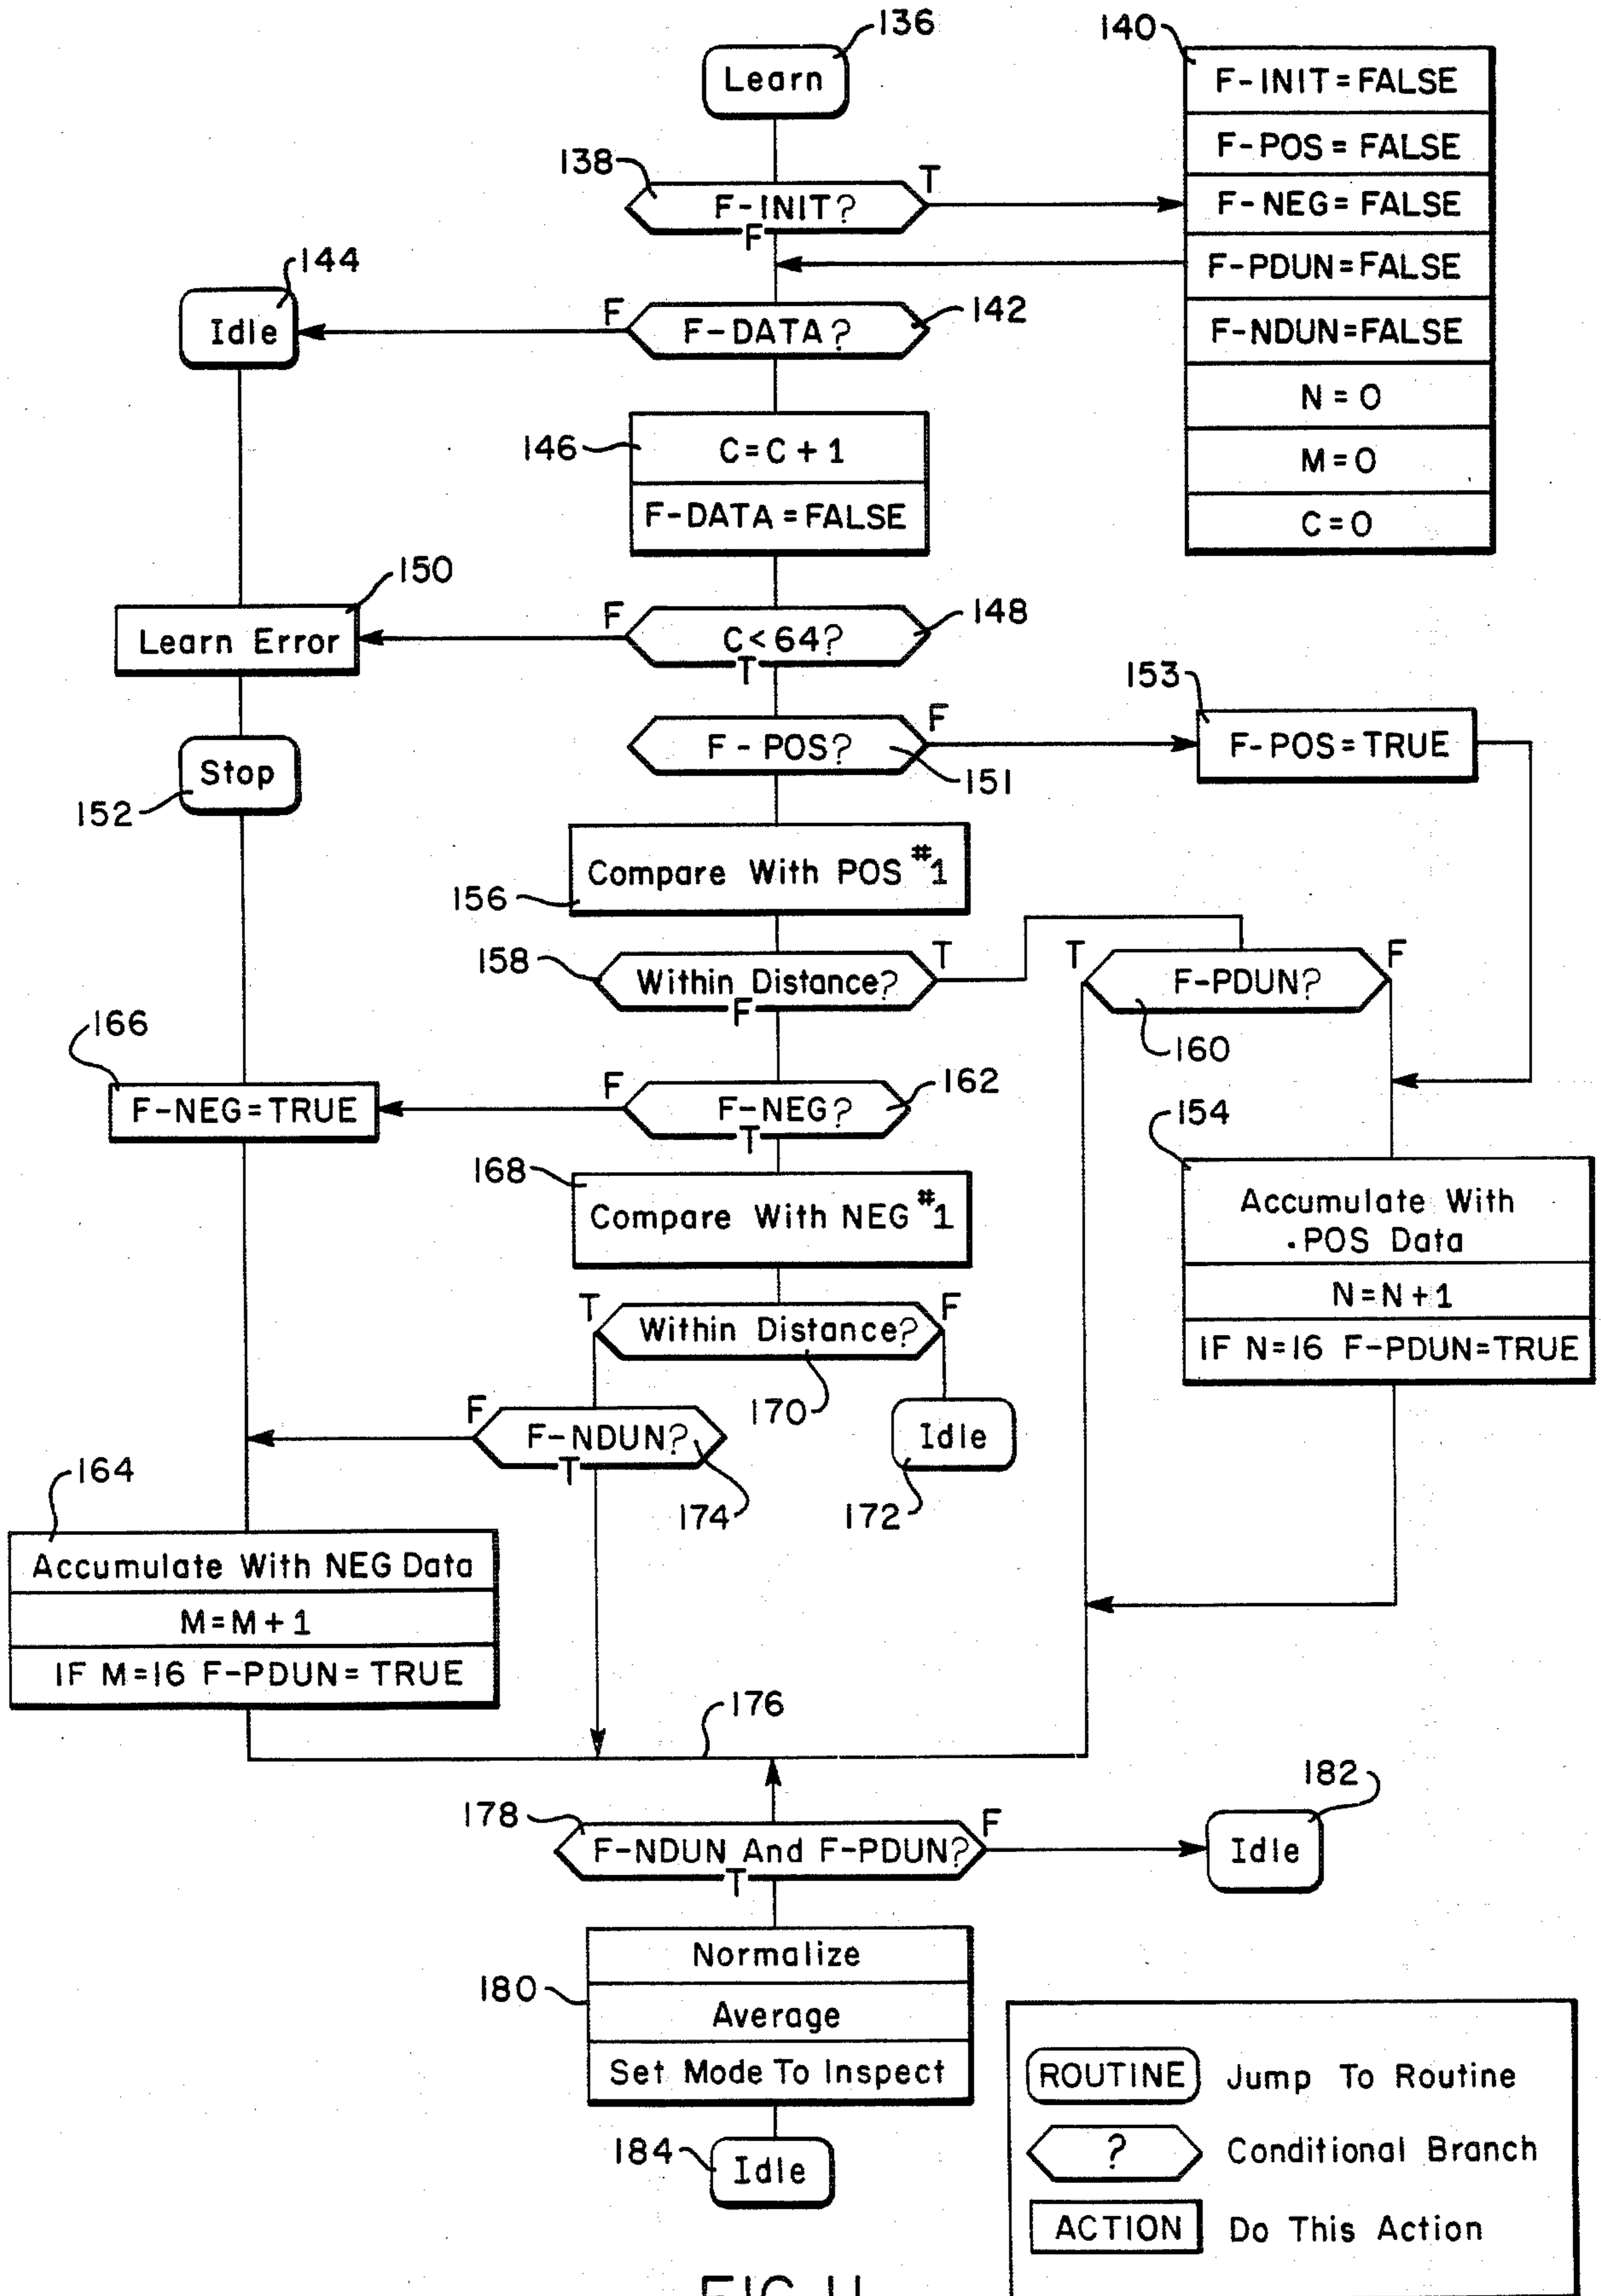 136
Learn
140
F-INIT=FALSE
F-POS=FALSE
F-NEG=FALSE
F-PDUN=FALSE
F-NDUN=FALSE
N=0
M=0
C=0
138
F-INIT?
T
F
144
Idle
F
F-DATA?
142
146
C=C+1
F-DATA=FALSE
150
Learn Error
F
C<64?
T
148
152
Stop
F-POS?
F
151
153
F-POS=TRUE
156
Compare With POS #1
158
Within Distance?
T
F
T
F-PDUN?
F
160
166
F-NEG=TRUE
F
F-NEG?
T
162
154
Accumulate With
.POS Data
N=N+1
IF N=16 F-PDUN=TRUE
168
Compare With NEG #1
T
Within Distance?
F
170
F
F-NDUN?
T
174
Idle
172
164
Accumulate With NEG Data
M=M+1
IF M=16 F-PDUN=TRUE
176
178
F-NDUN And F-PDUN?
F
T
182
Idle
180
Normalize
Average
Set Mode To Inspect
184
Idle
ROUTINE Jump To Routine
? Conditional Branch
ACTION Do This Action